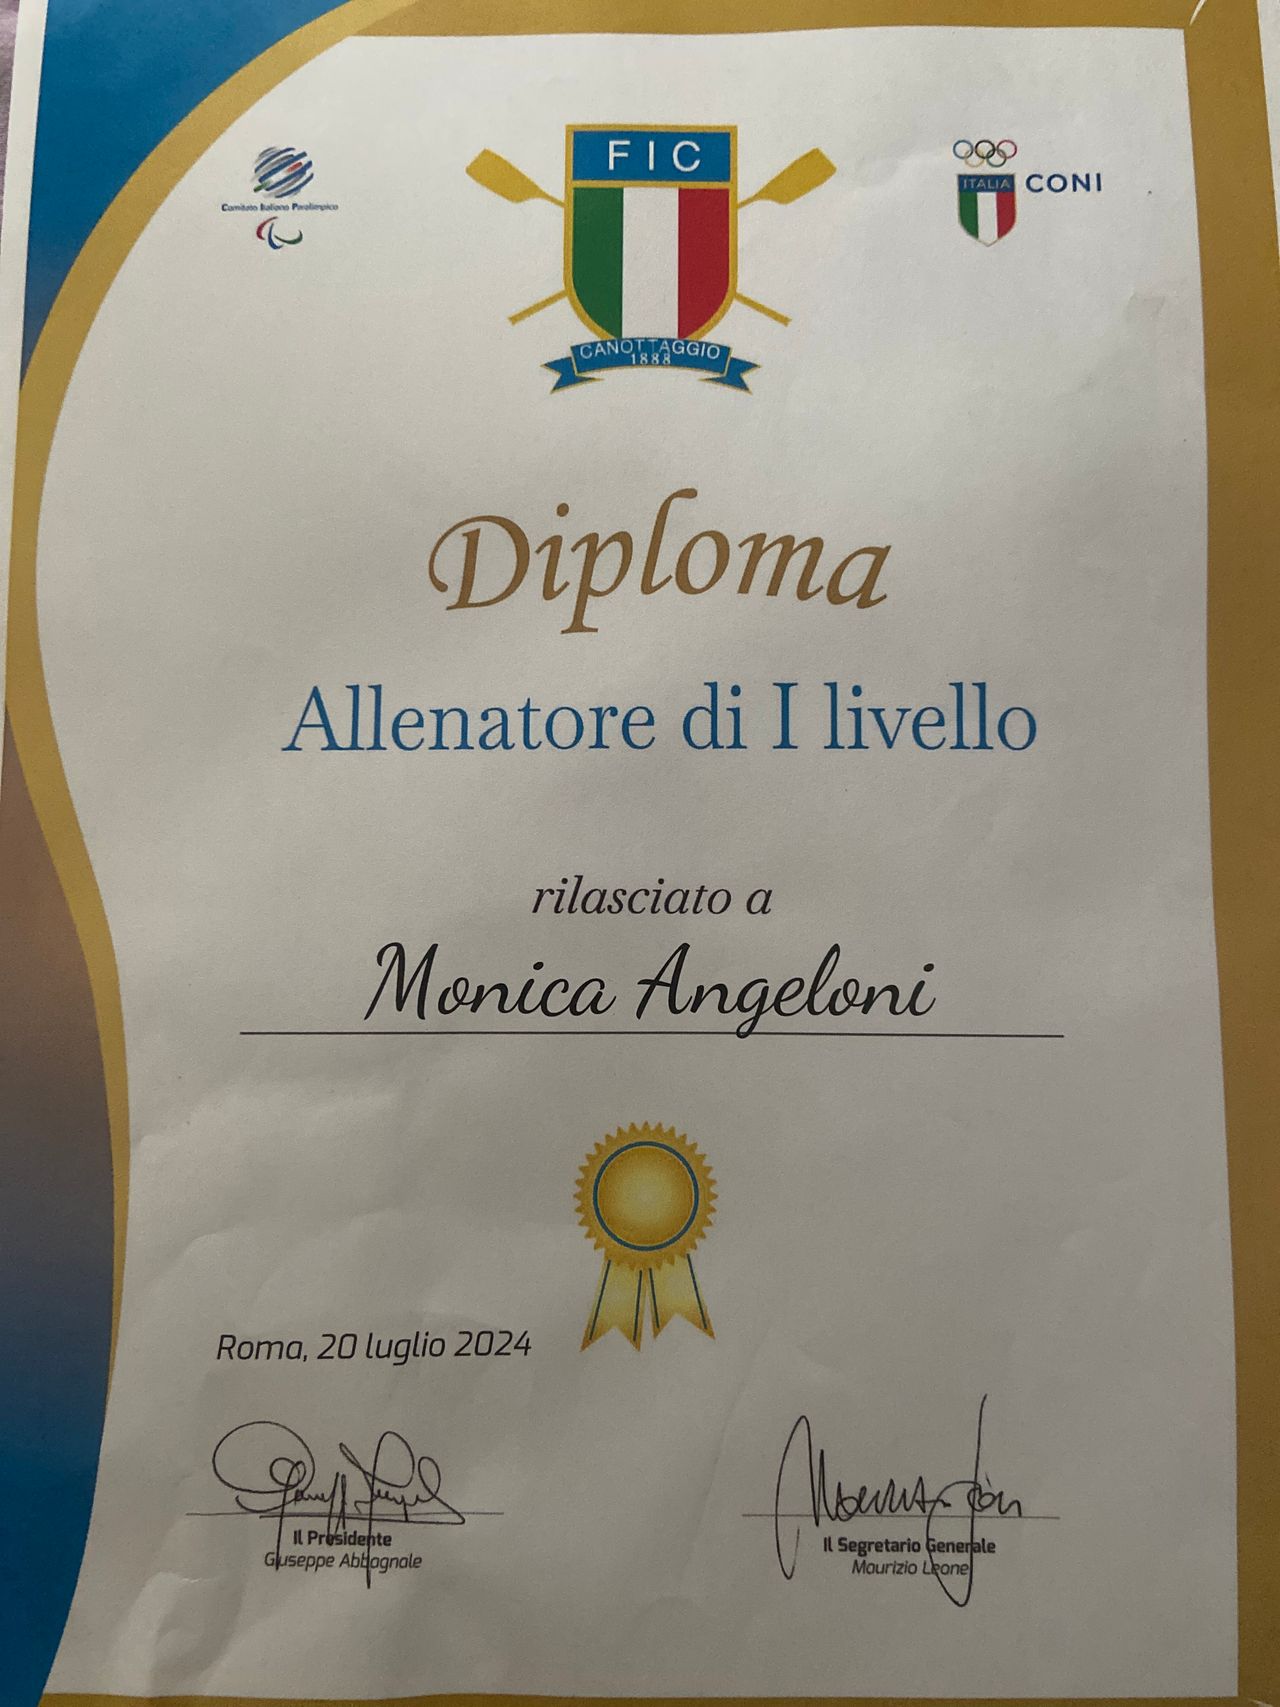 Comitato Italiano Paralimpico
FIC
ITALIA CONI
CANOTTAGGIO
1888
Diploma
Allenatore di I livello
rilasciato a
Monica Angeloni
Roma, 20 luglio 2024
Il Presidente
Giuseppe Abbagnale
Il Segretario Generale
Maurizio Leone